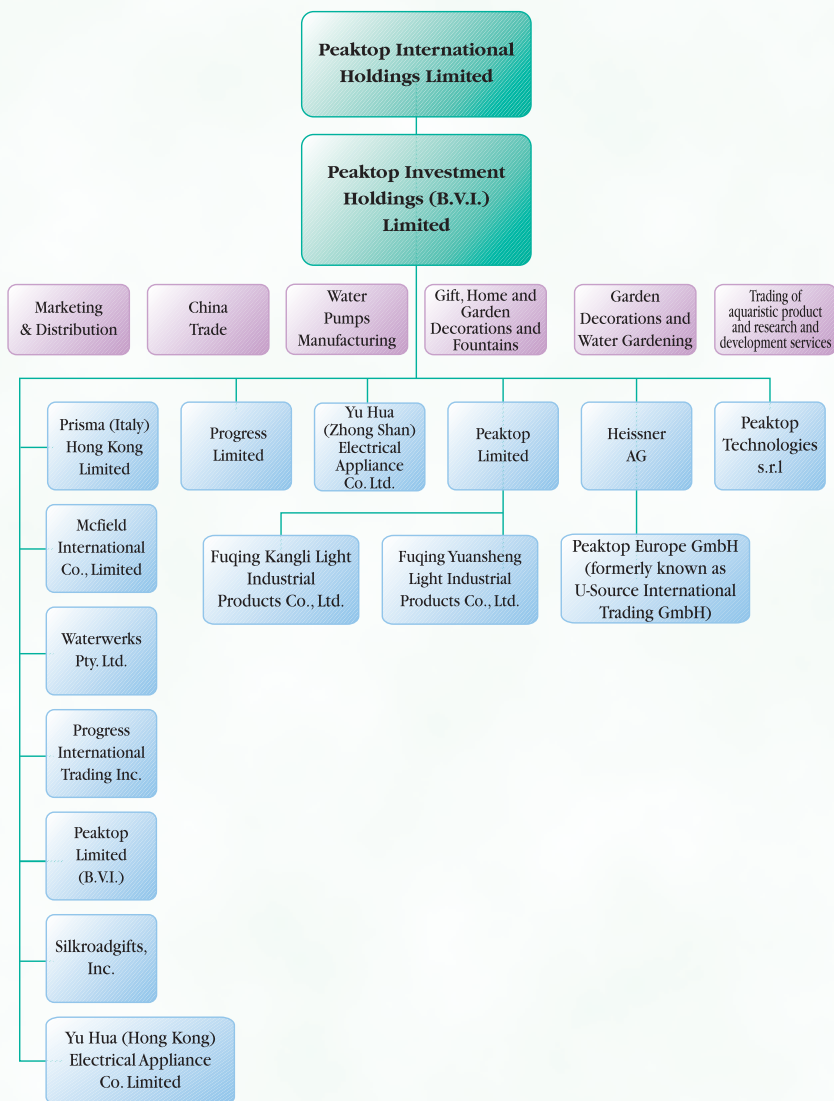 Peaktop International
Holdings Limited
Peaktop Investment
Holdings (B.V.I.)
Limited
Marketing
& Distribution
China
Trade
Water
Pumps
Manufacturing
Gift, Home and
Garden
Decorations and
Fountains
Garden
Decorations and
Water Gardening
Trading of
aquaristic product
and research and
development services
Prisma (Italy)
Hong Kong
Limited
Progress
Limited
Yu Hua
(Zhong Shan)
Electrical
Appliance
Co. Ltd.
Peaktop
Limited
Heissner
AG
Peaktop
Technologies
s.r.l
Mcfield
International
Co., Limited
Fuqing Kangli Light
Industrial
Products Co., Ltd.
Fuqing Yuansheng
Light Industrial
Products Co., Ltd.
Peaktop Europe GmbH
(formerly known as
U-Source International
Trading GmbH)
Waterwerks
Pty. Ltd.
Progress
International
Trading Inc.
Peaktop
Limited
(B.V.I.)
Silkroadgifts,
Inc.
Yu Hua (Hong Kong)
Electrical Appliance
Co. Limited